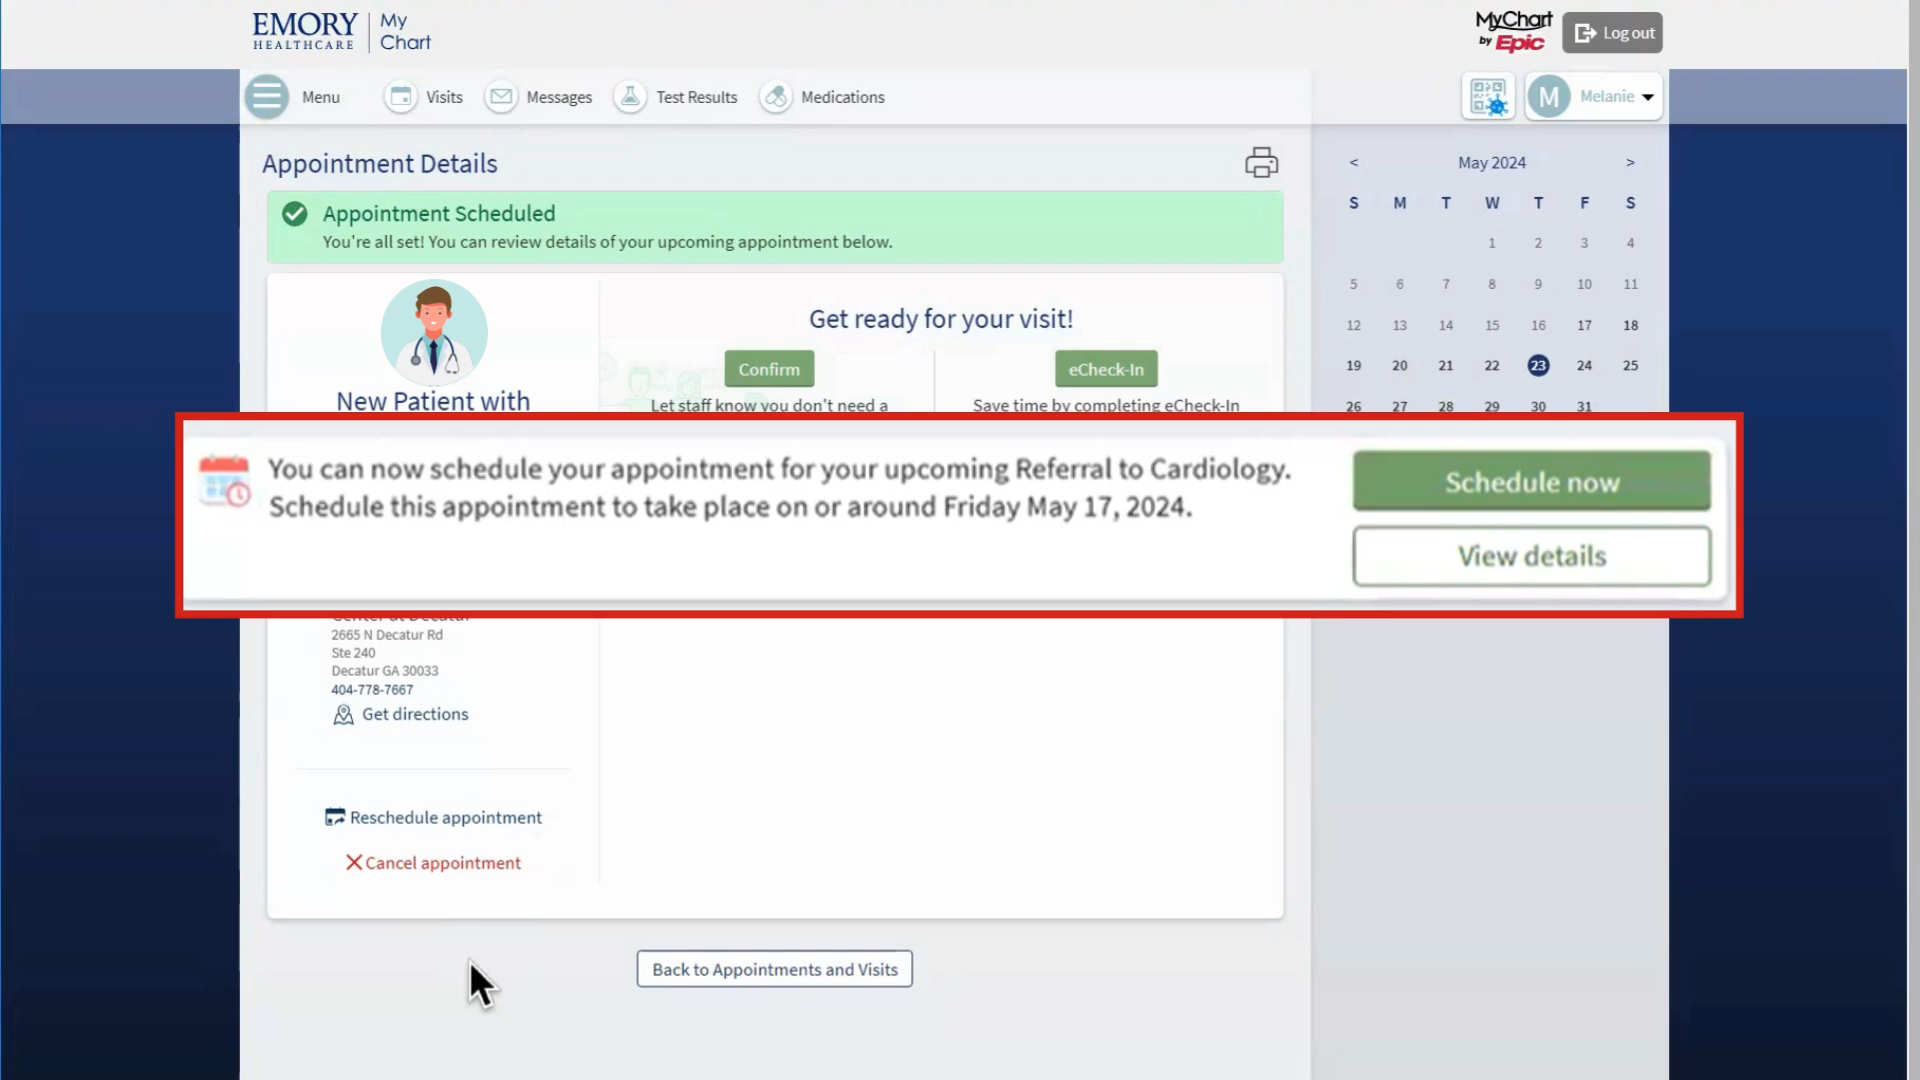 EMORY
HEALTHCARE
My
Chart
MyChart
by Epic
Log out
Menu
Visits
Messages
Test Results
Medications
M
Melanie
Appointment Details
Appointment Scheduled
You're all set! You can review details of your upcoming appointment below.
New Patient with
Get ready for your visit!
Confirm
Let staff know you don't need a
eCheck-In
Save time by completing eCheck-In
< May 2024 >
S M T W T F S
1 2 3 4
5 6 7 8 9 10 11
12 13 14 15 16 17 18
19 20 21 22 23 24 25
26 27 28 29 30 31
You can now schedule your appointment for your upcoming Referral to Cardiology.
Schedule this appointment to take place on or around Friday May 17, 2024.
Schedule now
View details
Center at Decatur
2665 N Decatur Rd
Ste 240
Decatur GA 30033
404-778-7667
Get directions
Reschedule appointment
Cancel appointment
Back to Appointments and Visits